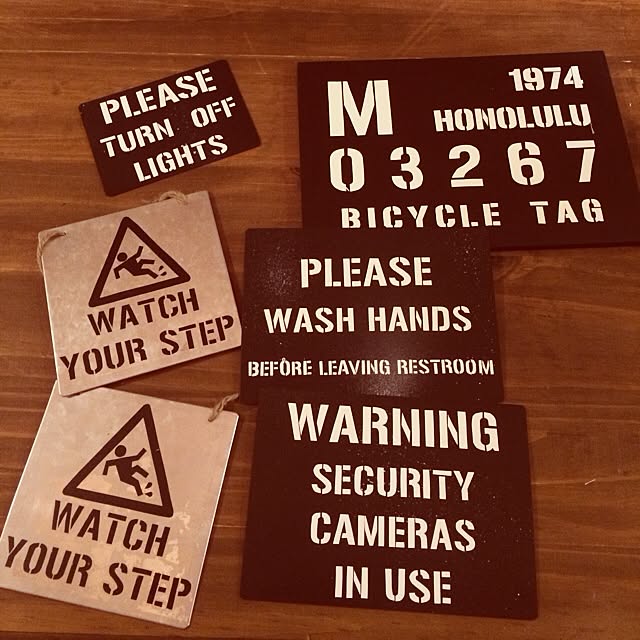 PLEASE
TURN OFF
LIGHTS
M
1974
HONOLULU
03267
BICYCLE TAG
WATCH
YOUR STEP
PLEASE
WASH HANDS
BEFORE LEAVING RESTROOM
WATCH
YOUR STEP
WARNING
SECURITY
CAMERAS
IN USE